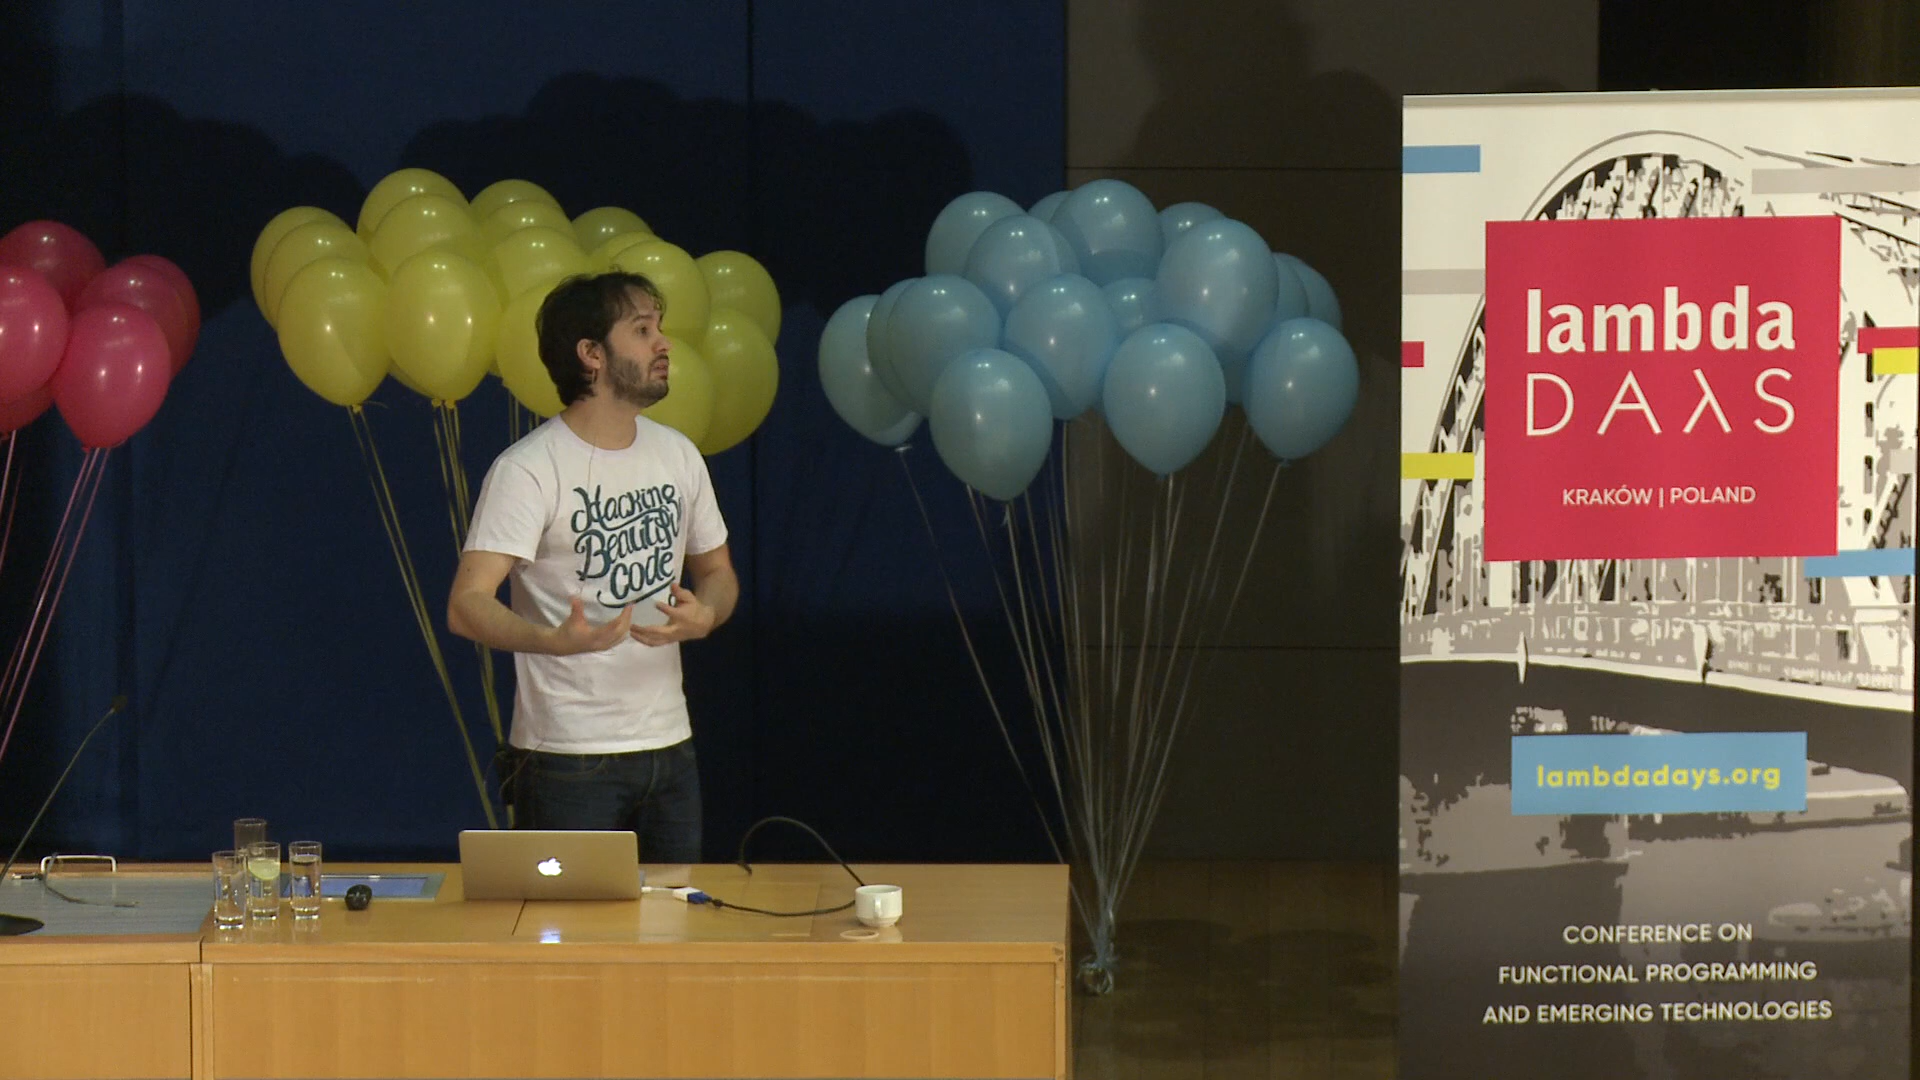 Hacking
Beautiful
Code
lambda
DAλS
KRAKÓW | POLAND
lambdadays.org
CONFERENCE ON
FUNCTIONAL PROGRAMMING
AND EMERGING TECHNOLOGIES